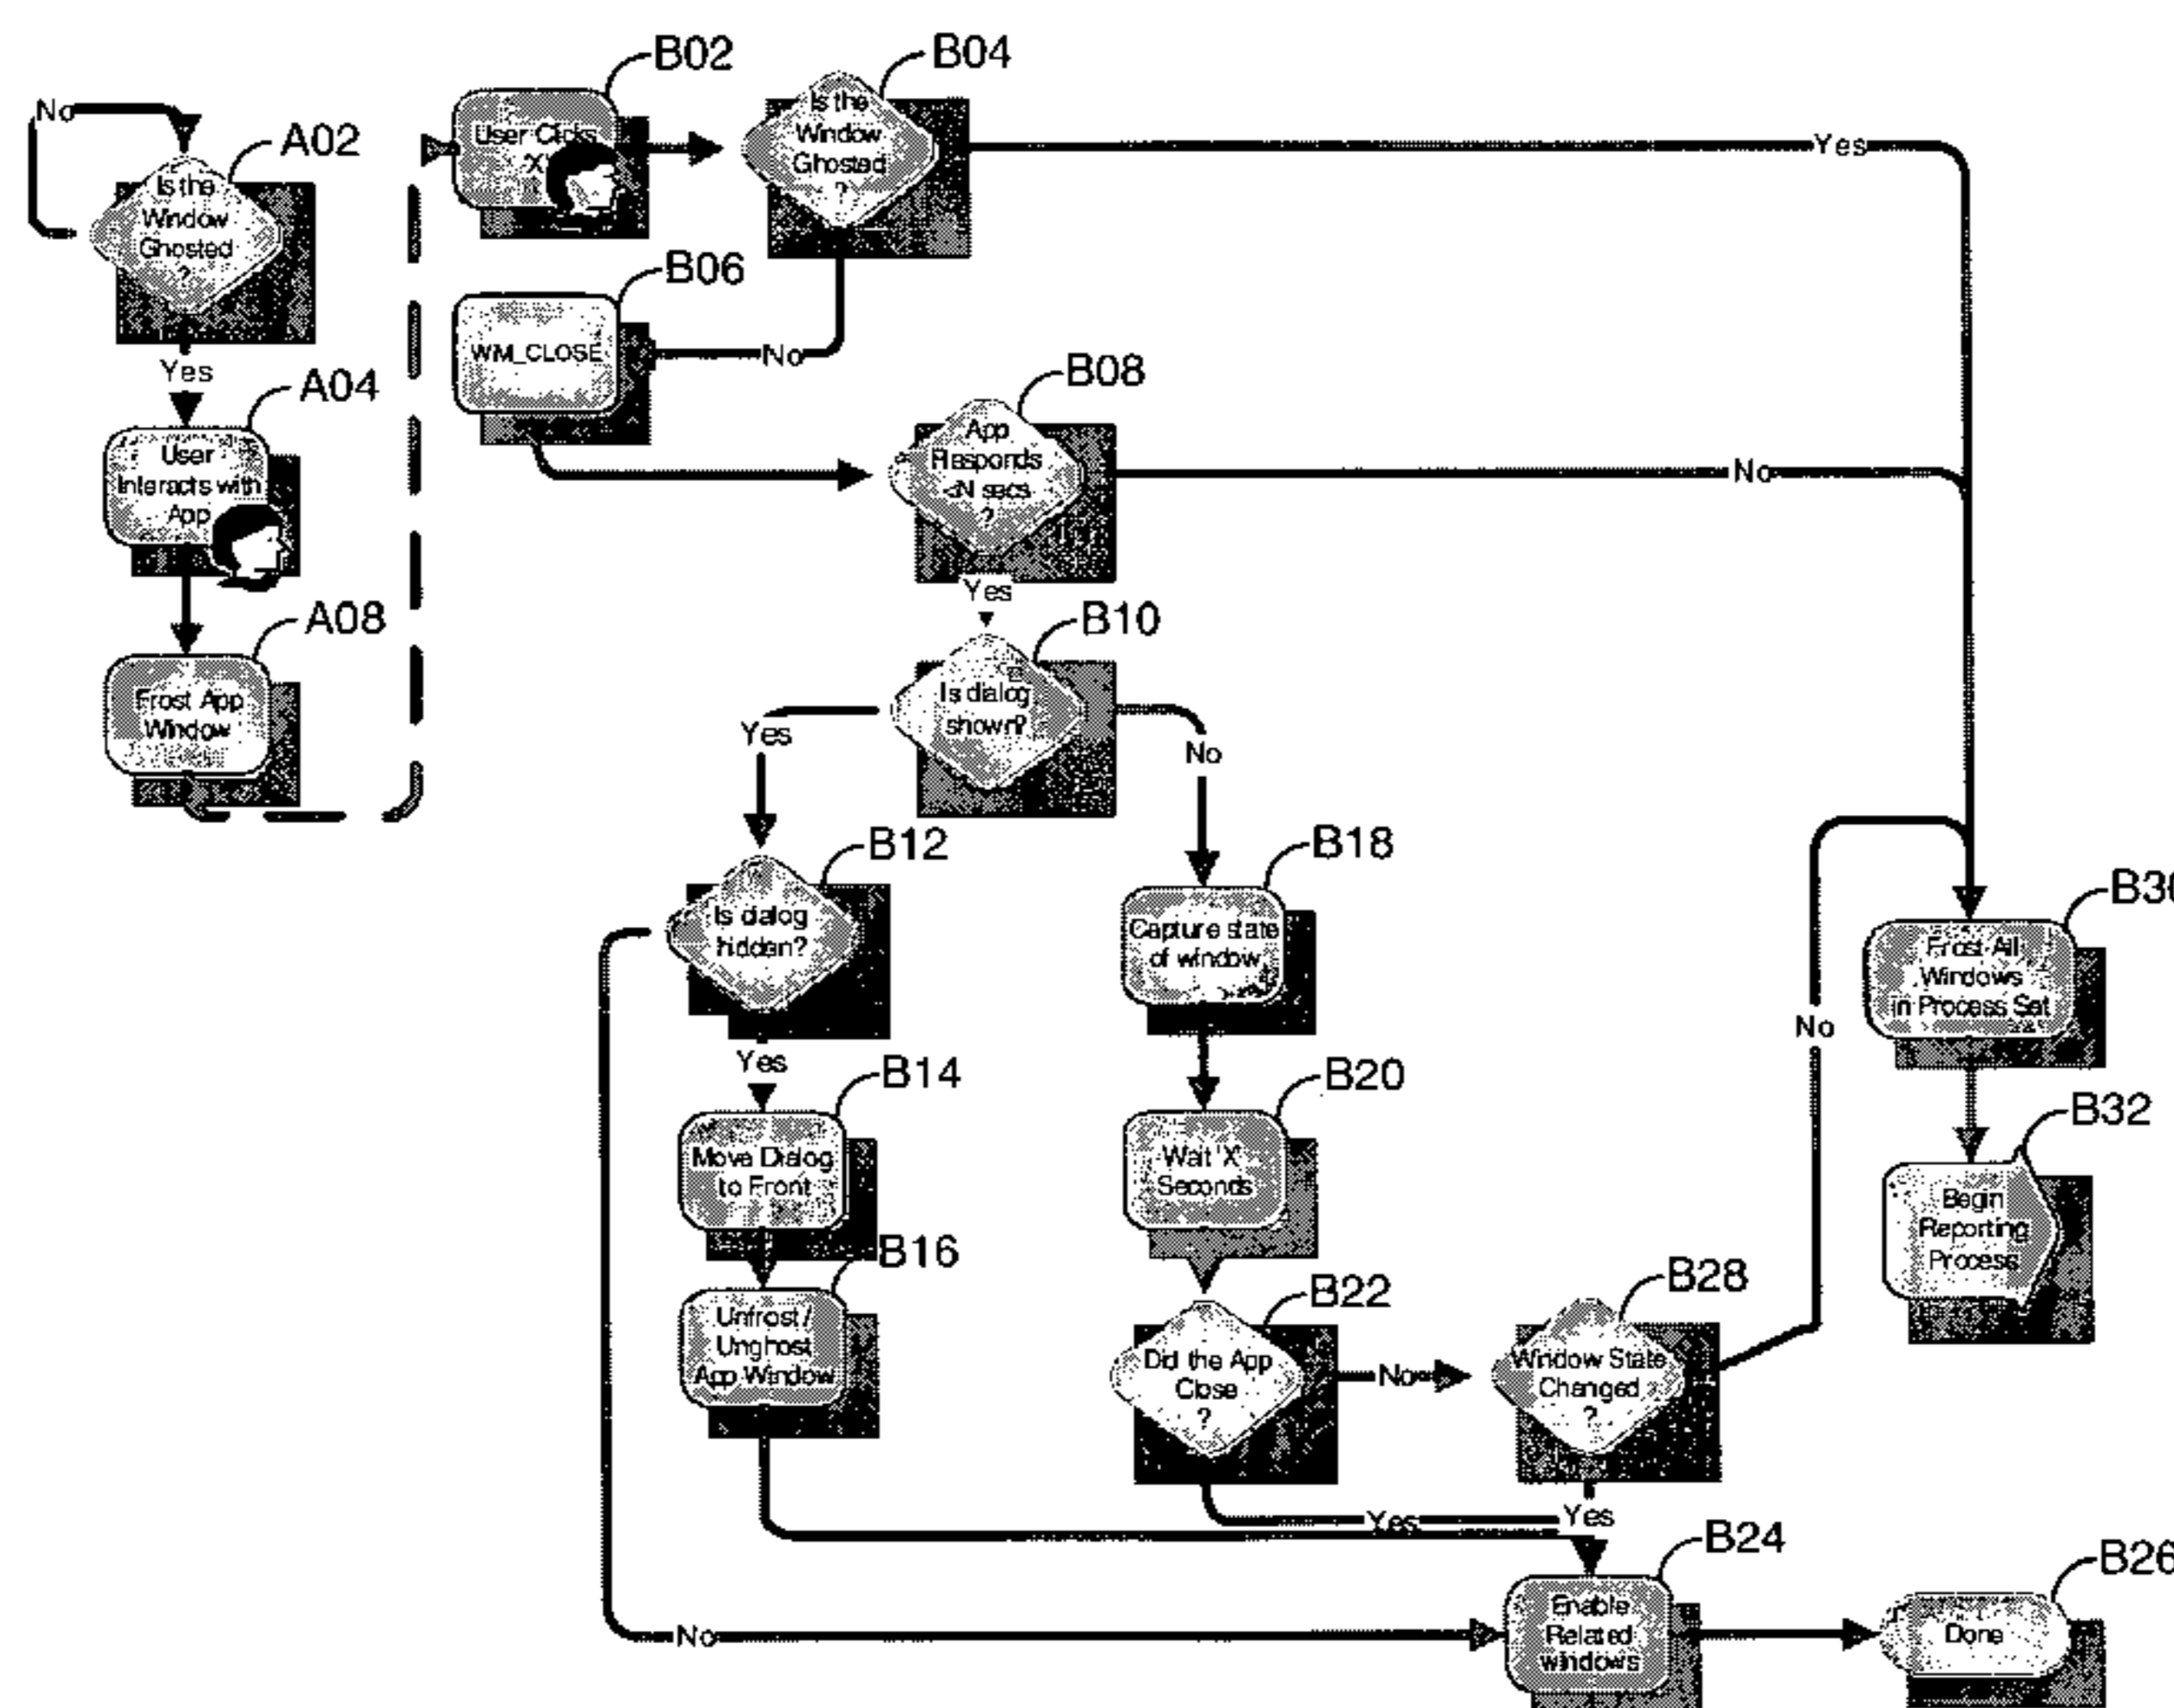 No
A02
Is the
Window
Ghosted
?
Yes
A04
User
Interacts with
App
A08
Frost App
Window
B02
User Clicks
'X'
B04
Is the
Window
Ghosted
?
Yes
No
B06
WM_CLOSE
B08
App
Responds
<N secs
?
No
Yes
B10
Is dialog
shown?
Yes
No
B12
Is dialog
hidden?
Yes
No
B14
Move Dialog
to Front
B16
Unfrost /
Unghost
App Window
B18
Capture state
of window
B20
Wait 'X'
Seconds
B22
Did the App
Close
?
No
Yes
B28
Window State
Changed
?
No
Yes
B24
Enable
Related
windows
B26
Done
Frost All
Windows
in Process Set
B32
Begin
Reporting
Process